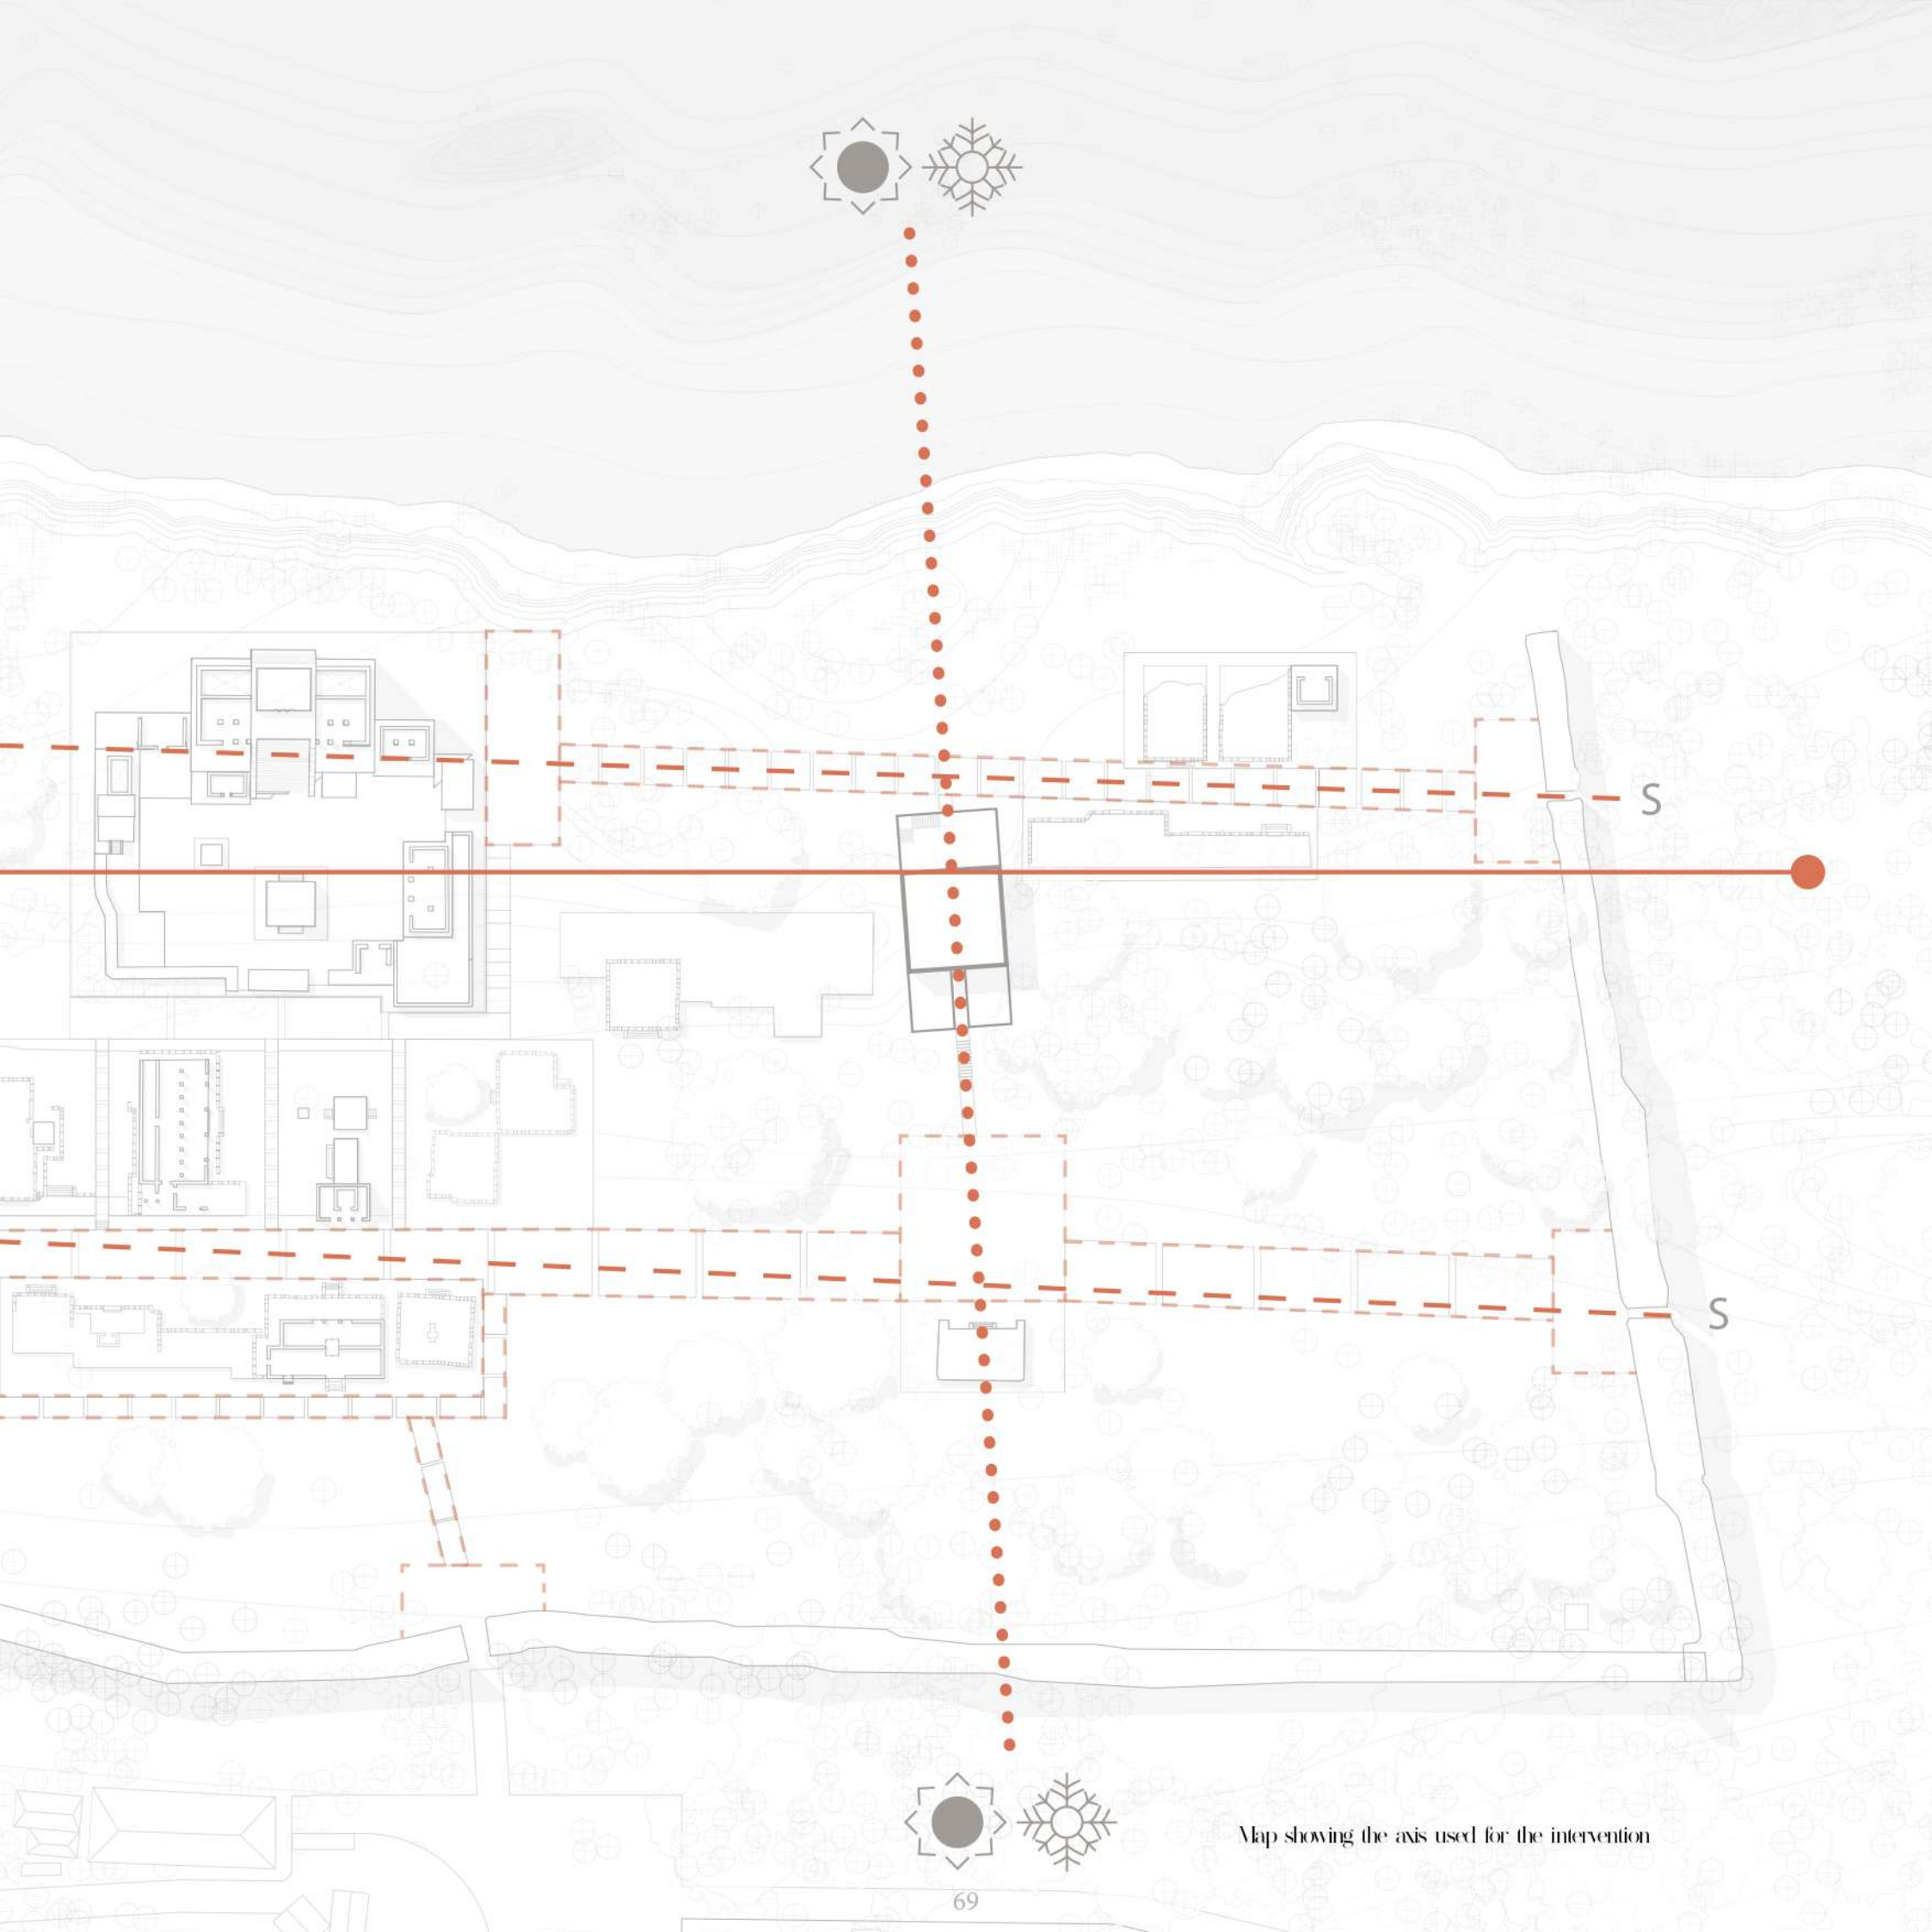 S
S
Map showing the axis used for the intervention
69